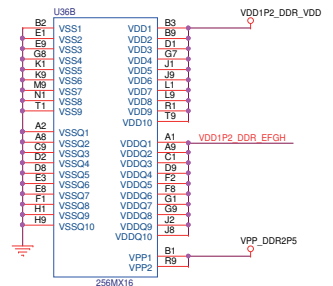 U36B
B2 VSS1 VDD1 B3 VDD1P2_DDR_VDD
E1 VSS2 VDD2 B9
E9 VSS3 VDD3 D1
G8 VSS4 VDD4 G7
K1 VSS5 VDD5 J1
K9 VSS6 VDD6 J9
M9 VSS7 VDD7 L1
N1 VSS8 VDD8 L9
T1 VSS9 VDD9 R1
VDD10 T9
A2 VSSQ1 VDDQ1 A1 VDD1P2_DDR_EFGH
A8 VSSQ2 VDDQ2 A9
C9 VSSQ3 VDDQ3 C1
D2 VSSQ4 VDDQ4 D9
D8 VSSQ5 VDDQ5 F2
E3 VSSQ6 VDDQ6 F8
E8 VSSQ7 VDDQ7 G1
F1 VSSQ8 VDDQ8 G9
H1 VSSQ9 VDDQ9 J2
H9 VSSQ10 VDDQ10 J8
VPP1 B1 VPP_DDR2P5
VPP2 R9
256MX16